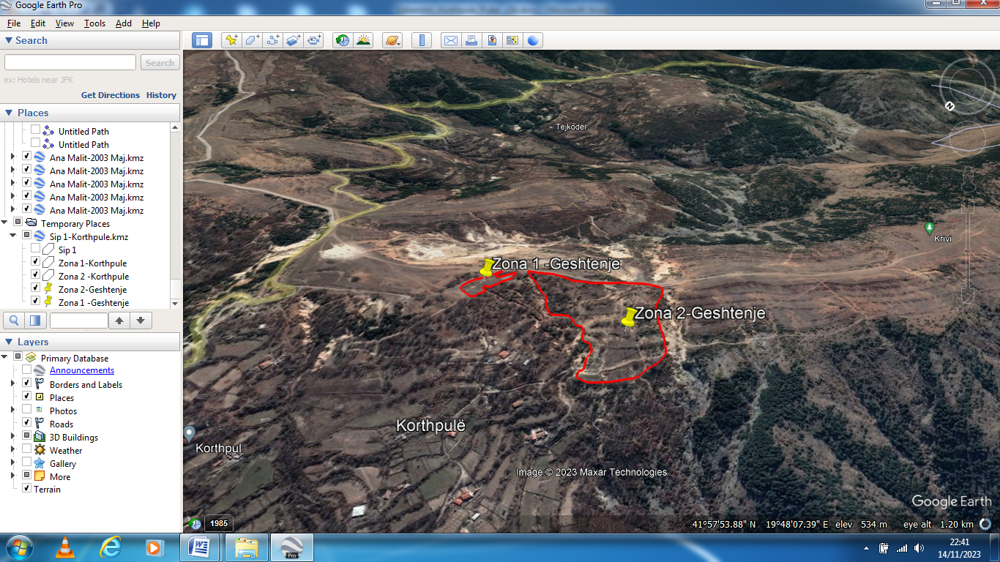 Google Earth Pro
File Edit View Tools Add Help
Search
Search
ex: Hotels near JFK
Get Directions History
Places
Untitled Path
Untitled Path
Ana Malit-2003 Maj.kmz
Ana Malit-2003 Maj.kmz
Ana Malit-2003 Maj.kmz
Ana Malit-2003 Maj.kmz
Ana Malit-2003 Maj.kmz
Temporary Places
Sip 1-Korthpule.kmz
Sip 1
Zona 1-Korthpule
Zona 2 -Korthpule
Zona 2-Geshtenje
Zona 1 -Geshtenje
Layers
Primary Database
Announcements
Borders and Labels
Places
Photos
Roads
3D Buildings
Weather
Gallery
More
Terrain
N
Tejkodër
Krivi
Zona 1 -Geshtenje
Zona 2-Geshtenje
Korthpulë
Korthpul
Image © 2023 Maxar Technologies
Google Earth
1985
41°57'53.88" N 19°48'07.39" E elev 534 m eye alt 1.20 km
Pro
22:41
14/11/2023